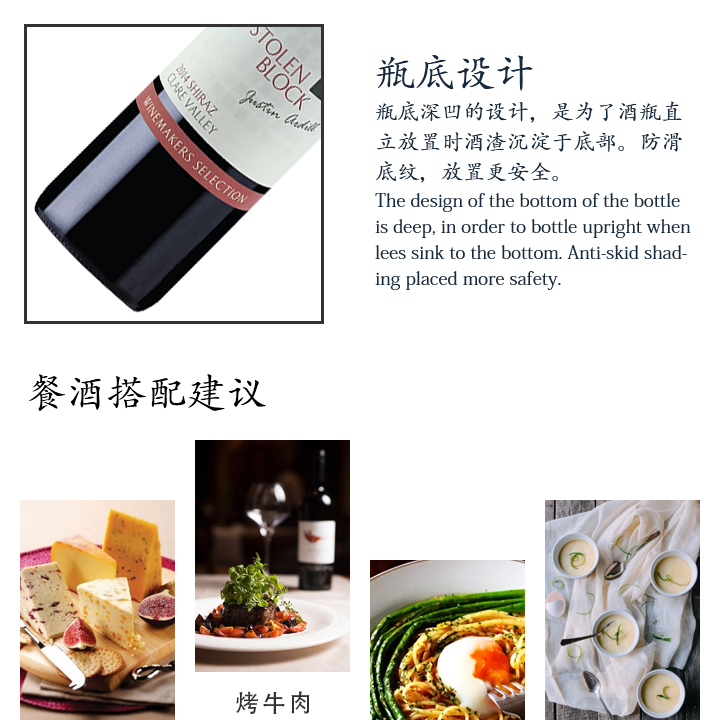 STOLEN
BLOCK
Justin Ardill
2014 SHIRAZ
CLARE VALLEY
WINEMAKERS SELECTION
瓶底设计
瓶底深凹的设计，是为了酒瓶直
立放置时酒渣沉淀于底部。防滑
底纹，放置更安全。
The design of the bottom of the bottle
is deep, in order to bottle upright when
lees sink to the bottom. Anti-skid shad-
ing placed more safety.
餐酒搭配建议
烤牛肉